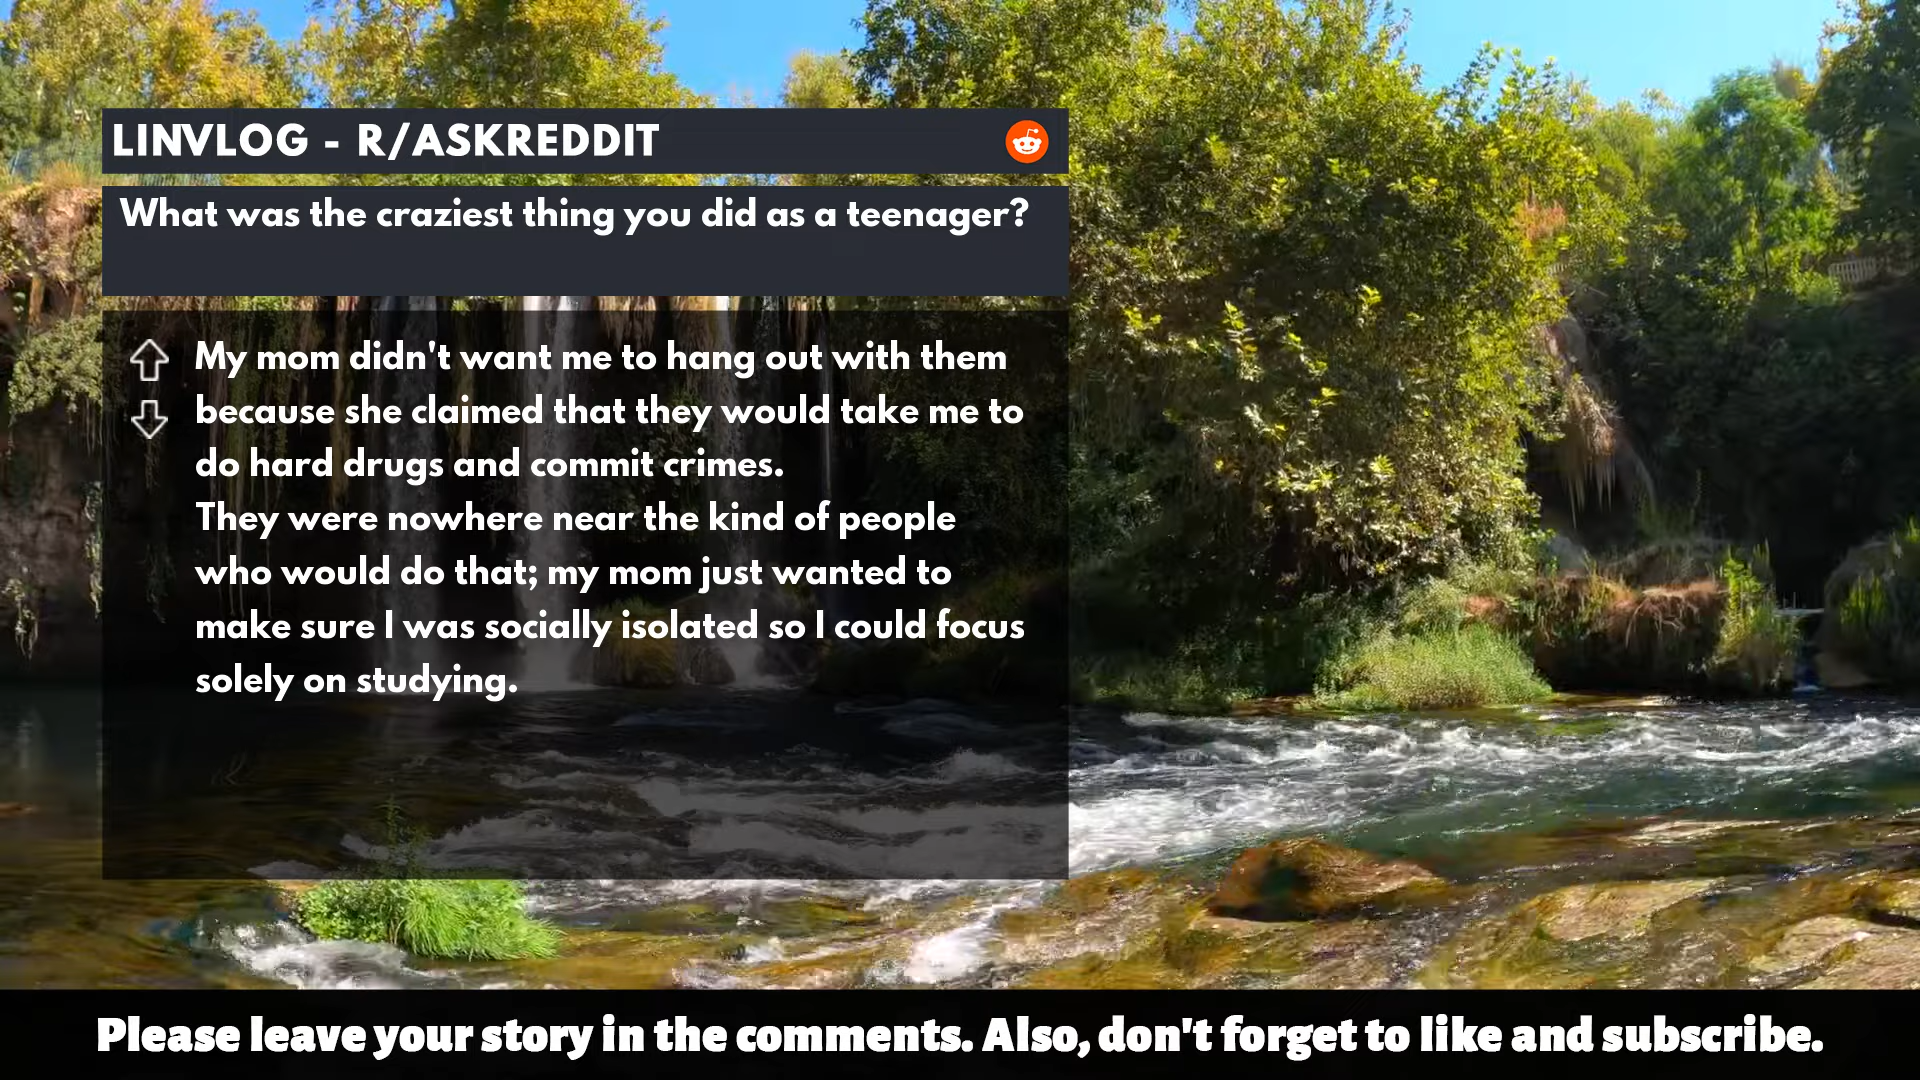 LINVLOG - R/ASKREDDIT
What was the craziest thing you did as a teenager?
My mom didn't want me to hang out with them
because she claimed that they would take me to
do hard drugs and commit crimes.
They were nowhere near the kind of people
who would do that; my mom just wanted to
make sure I was socially isolated so I could focus
solely on studying.
Please leave your story in the comments. Also, don't forget to like and subscribe.